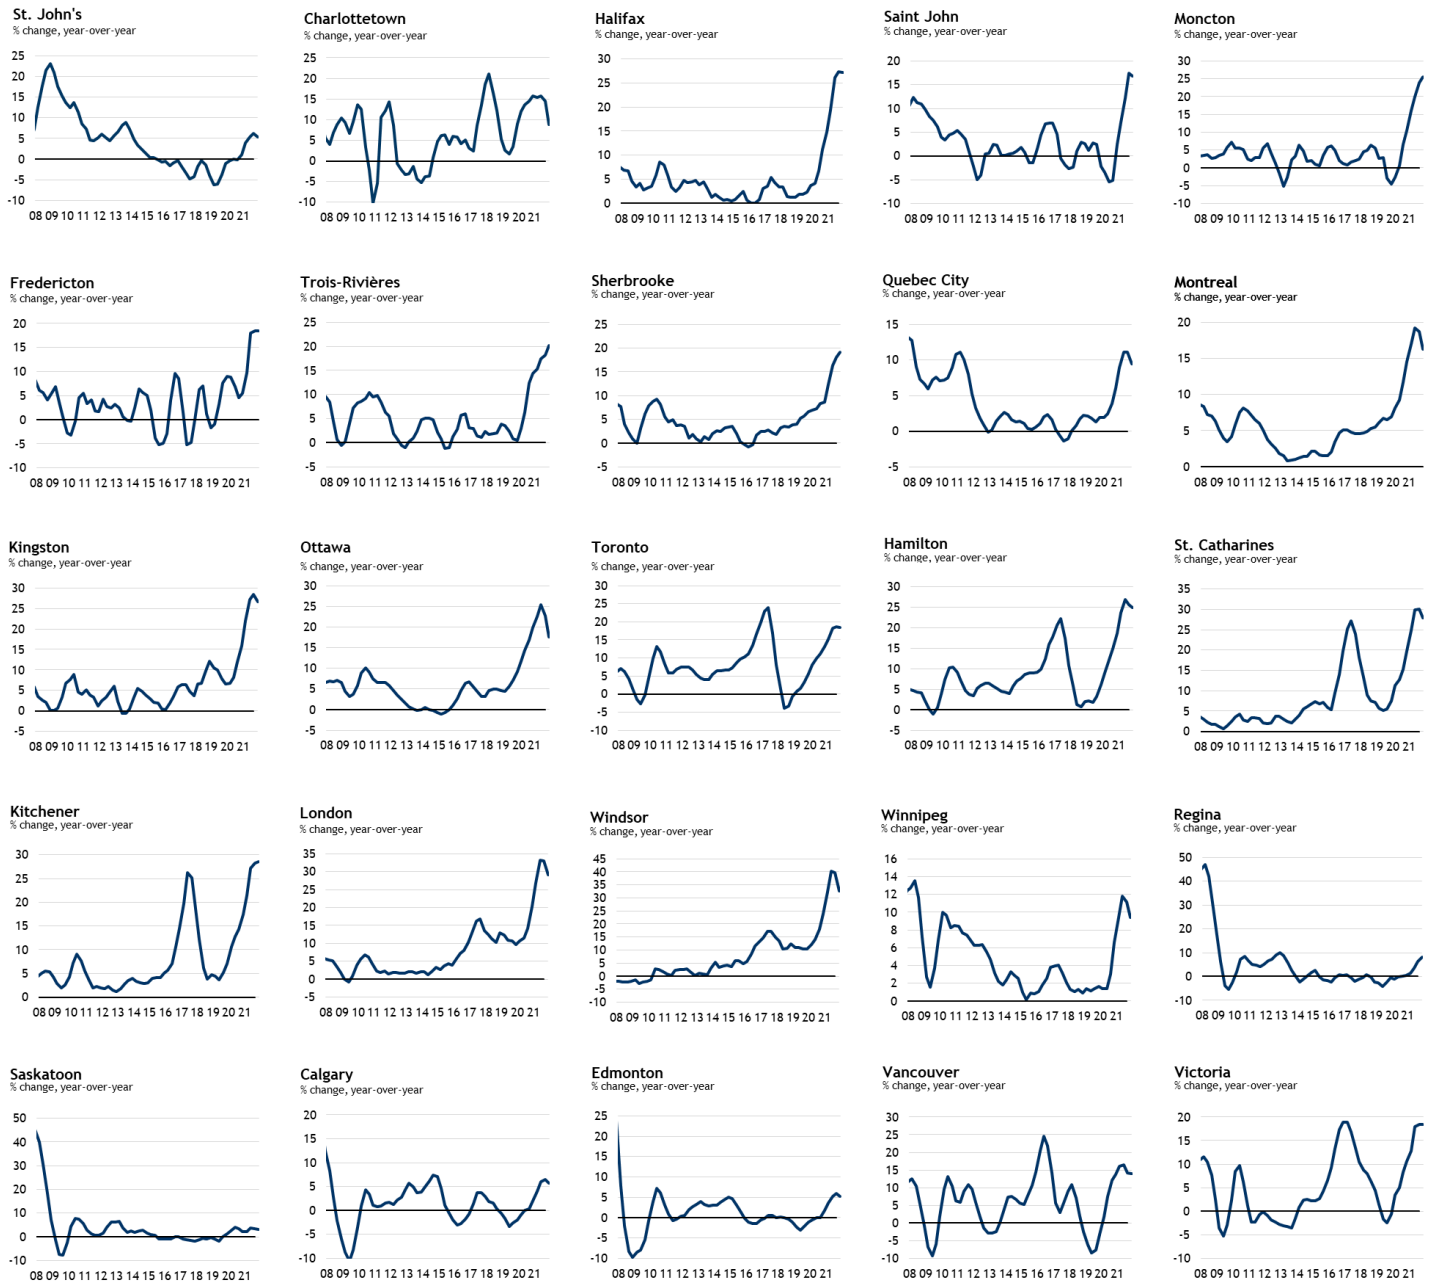 St. John's
% change, year-over-year
25
20
15
10
5
0
-5
-10
08 09 10 11 12 13 14 15 16 17 18 19 20 21
Charlottetown
% change, year-over-year
25
20
15
10
5
0
-5
-10
08 09 10 11 12 13 14 15 16 17 18 19 20 21
Halifax
% change, year-over-year
30
25
20
15
10
5
0
08 09 10 11 12 13 14 15 16 17 18 19 20 21
Saint John
% change, year-over-year
20
15
10
5
0
-5
-10
08 09 10 11 12 13 14 15 16 17 18 19 20 21
Moncton
% change, year-over-year
30
25
20
15
10
5
0
-5
-10
08 09 10 11 12 13 14 15 16 17 18 19 20 21
Fredericton
% change, year-over-year
20
15
10
5
0
-5
-10
08 09 10 11 12 13 14 15 16 17 18 19 20 21
Trois-Rivières
% change, year-over-year
25
20
15
10
5
0
-5
08 09 10 11 12 13 14 15 16 17 18 19 20 21
Sherbrooke
% change, year-over-year
25
20
15
10
5
0
-5
08 09 10 11 12 13 14 15 16 17 18 19 20 21
Quebec City
% change, year-over-year
15
10
5
0
-5
08 09 10 11 12 13 14 15 16 17 18 19 20 21
Montreal
% change, year-over-year
20
15
10
5
0
08 09 10 11 12 13 14 15 16 17 18 19 20 21
Kingston
% change, year-over-year
30
25
20
15
10
5
0
-5
08 09 10 11 12 13 14 15 16 17 18 19 20 21
Ottawa
% change, year-over-year
30
25
20
15
10
5
0
-5
08 09 10 11 12 13 14 15 16 17 18 19 20 21
Toronto
% change, year-over-year
30
25
20
15
10
5
0
-5
-10
08 09 10 11 12 13 14 15 16 17 18 19 20 21
Hamilton
% change, year-over-year
30
25
20
15
10
5
0
-5
08 09 10 11 12 13 14 15 16 17 18 19 20 21
St. Catharines
% change, year-over-year
35
30
25
20
15
10
5
0
08 09 10 11 12 13 14 15 16 17 18 19 20 21
Kitchener
% change, year-over-year
30
25
20
15
10
5
0
08 09 10 11 12 13 14 15 16 17 18 19 20 21
London
% change, year-over-year
35
30
25
20
15
10
5
0
-5
08 09 10 11 12 13 14 15 16 17 18 19 20 21
Windsor
% change, year-over-year
45
40
35
30
25
20
15
10
5
0
-5
-10
08 09 10 11 12 13 14 15 16 17 18 19 20 21
Winnipeg
% change, year-over-year
16
14
12
10
8
6
4
2
0
08 09 10 11 12 13 14 15 16 17 18 19 20 21
Regina
% change, year-over-year
50
40
30
20
10
0
-10
08 09 10 11 12 13 14 15 16 17 18 19 20 21
Saskatoon
% change, year-over-year
50
40
30
20
10
0
-10
08 09 10 11 12 13 14 15 16 17 18 19 20 21
Calgary
% change, year-over-year
20
15
10
5
0
-5
-10
08 09 10 11 12 13 14 15 16 17 18 19 20 21
Edmonton
% change, year-over-year
25
20
15
10
5
0
-5
-10
08 09 10 11 12 13 14 15 16 17 18 19 20 21
Vancouver
% change, year-over-year
30
25
20
15
10
5
0
-5
-10
08 09 10 11 12 13 14 15 16 17 18 19 20 21
Victoria
% change, year-over-year
20
15
10
5
0
-5
-10
08 09 10 11 12 13 14 15 16 17 18 19 20 21